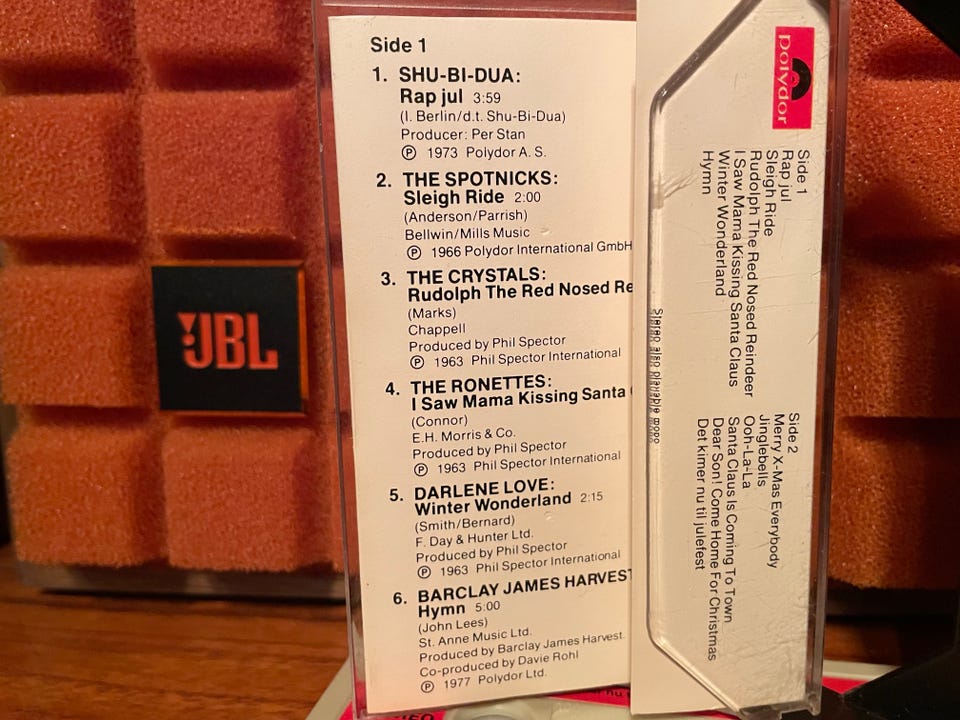 JBL
Side 1
1. SHU-BI-DUA:
Rap jul 3:59
(I. Berlin/d.t. Shu-Bi-Dua)
Producer: Per Stan
Ⓟ 1973 Polydor A.S.
2. THE SPOTNICKS:
Sleigh Ride 2:00
(Anderson/Parrish)
Bellwin/Mills Music
Ⓟ 1966 Polydor International GmbH
3. THE CRYSTALS:
Rudolph The Red Nosed Re
(Marks)
Chappell
Produced by Phil Spector
Ⓟ 1963 Phil Spector International
4. THE RONETTES:
I Saw Mama Kissing Santa
(Connor)
E.H. Morris & Co.
Produced by Phil Spector
Ⓟ 1963 Phil Spector International
5. DARLENE LOVE:
Winter Wonderland 2:15
(Smith/Bernard)
F. Day & Hunter Ltd.
Produced by Phil Spector
Ⓟ 1963 Phil Spector International
6. BARCLAY JAMES HARVEST
Hymn 5:00
(John Lees)
St. Anne Music Ltd.
Produced by Barclay James Harvest.
Co-produced by Davie Rohl
Ⓟ 1977 Polydor Ltd.
polydor
Side 1
Rap jul
Sleigh Ride
Rudolph The Red Nosed Reindeer
I Saw Mama Kissing Santa Claus
Winter Wonderland
Hymn
Side 2
Merry X-Mas Everybody
Jinglebells
Ooh-La-La
Santa Claus Is Coming To Town
Dear Son! Come Home For Christmas
Det kimer nu til julefest
Stereo also playable mono